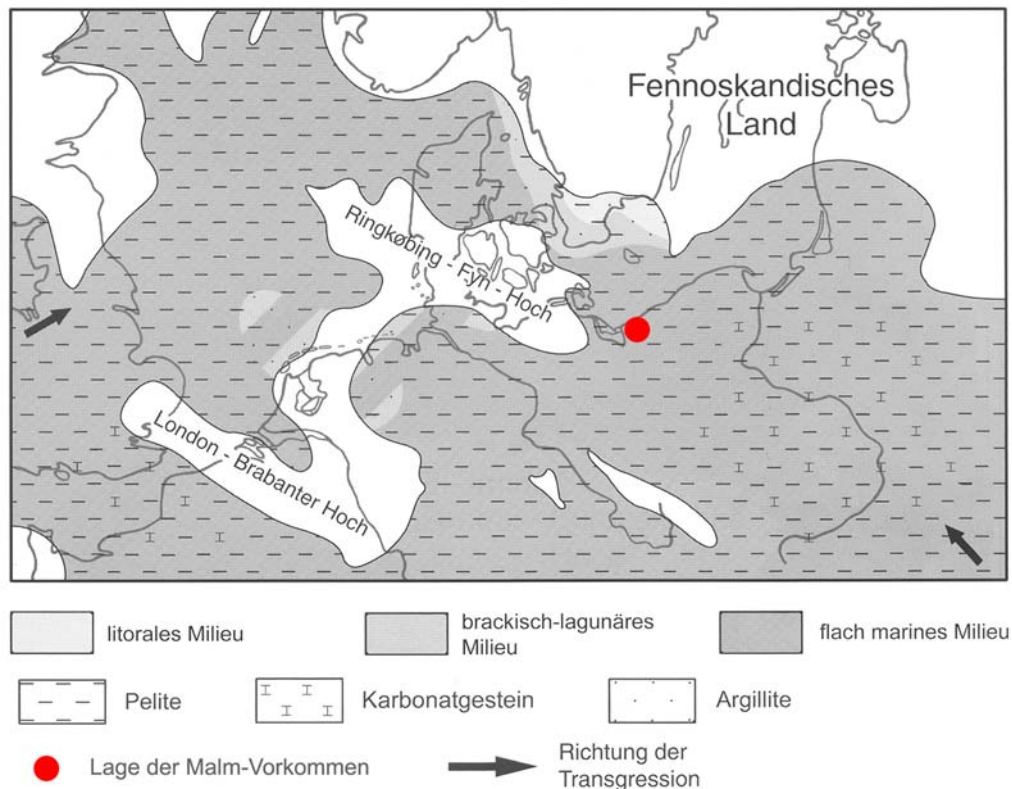 Fennoskandisches
Land
Ringkøbing - Fyn - Hoch
London - Brabanter Hoch
litorales Milieu
brackisch-lagunäres
Milieu
flach marines Milieu
Pelite
Karbonatgestein
Argillite
Lage der Malm-Vorkommen
Richtung der
Transgression